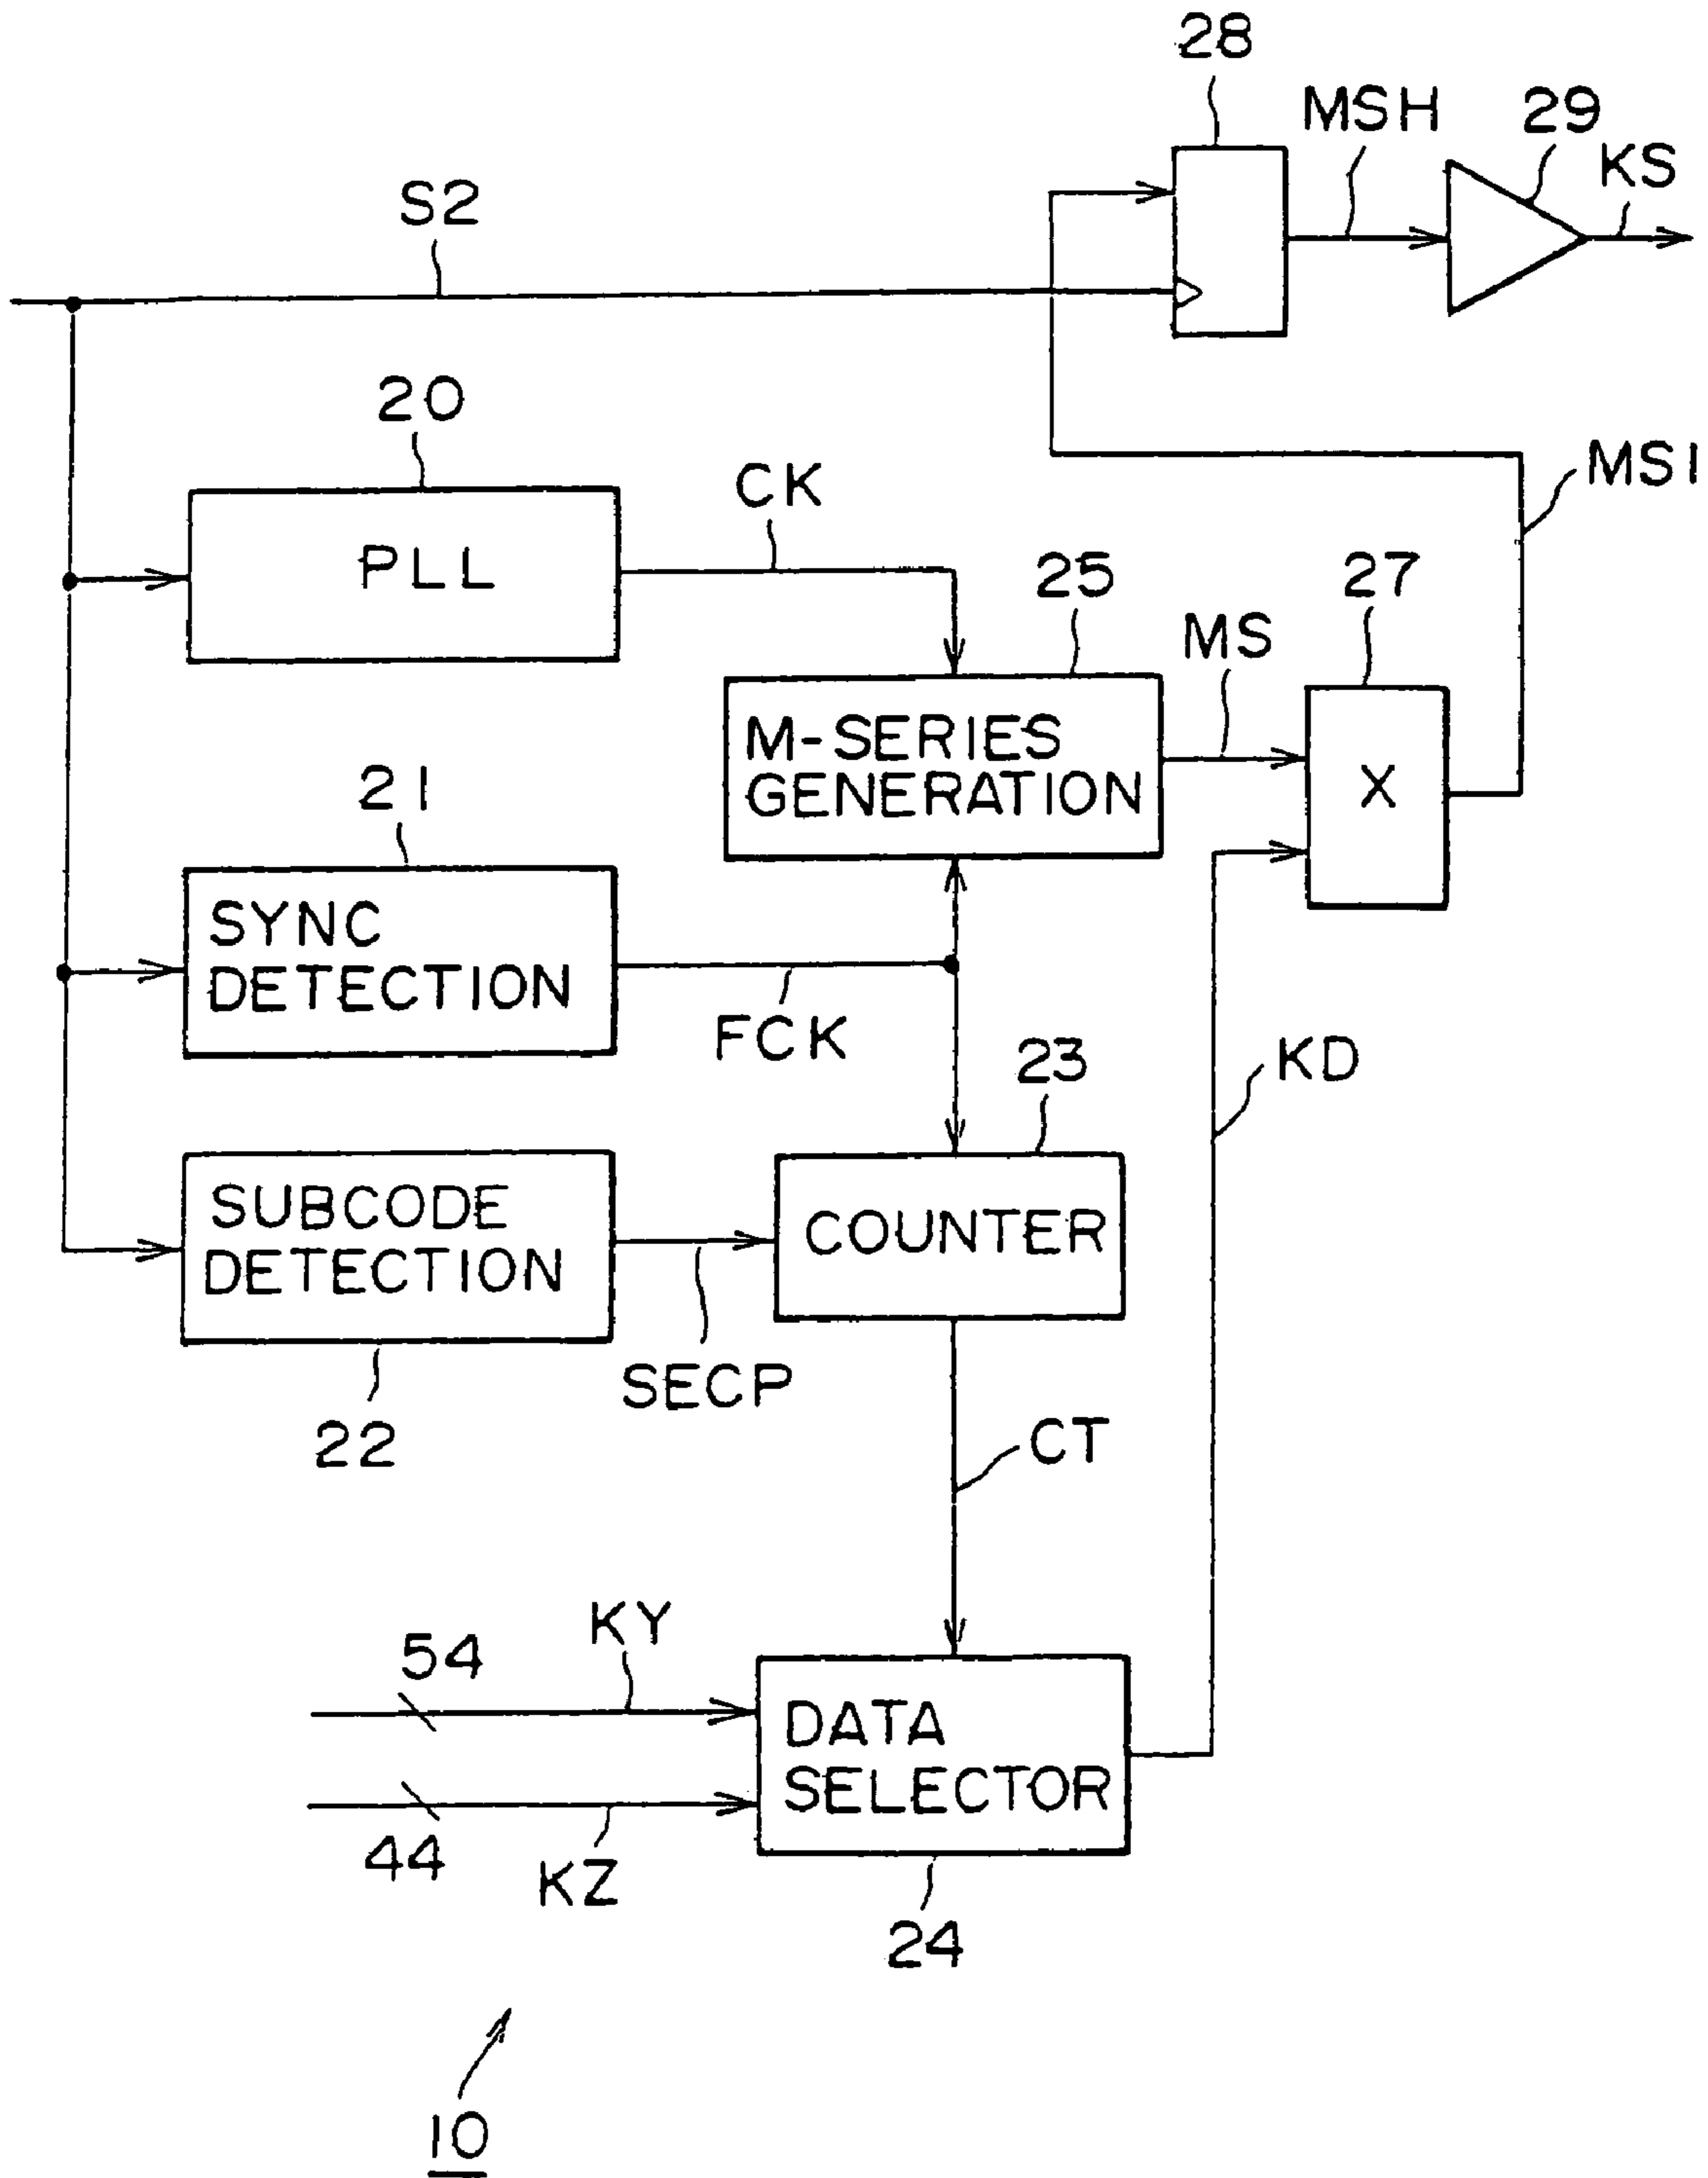 28
MSH
29
KS
S2
20
PLL
CK
MS1
25
27
MS
M-SERIES
GENERATION
X
21
SYNC
DETECTION
FCK
23
KD
SUBCODE
DETECTION
COUNTER
SECP
22
CT
KY
54
DATA
SELECTOR
44
KZ
24
10